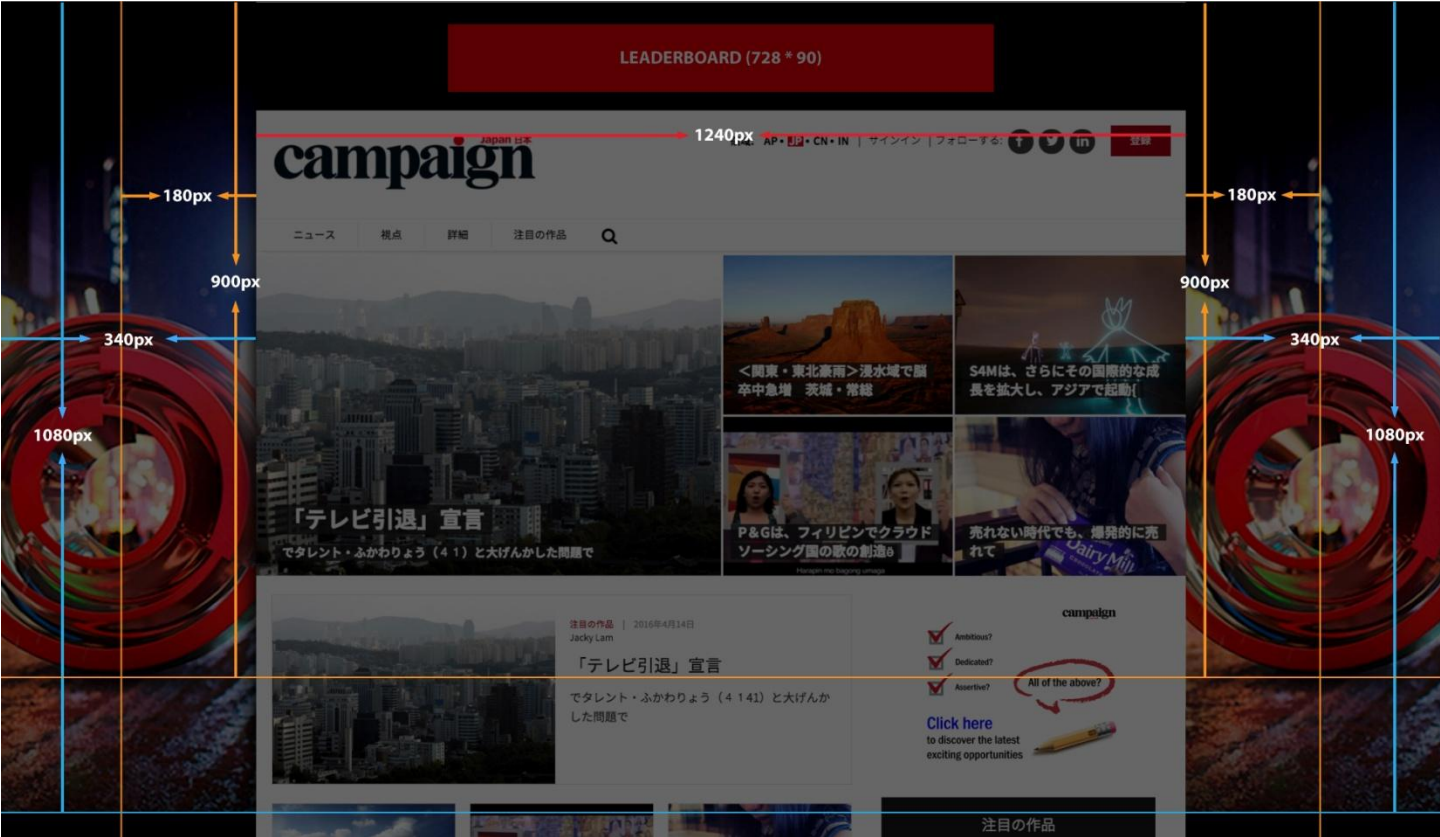 LEADERBOARD (728 * 90)
1240px
Japan 日本
campaign
AP • JP • CN • IN | サインイン | フォローする:
登録
180px
180px
ニュース 視点 詳細 注目の作品
900px
900px
340px
340px
1080px
1080px
「テレビ引退」宣言
でタレント・ふかわりょう（４１）と大げんかした問題で
＜関東・東北豪雨＞浸水域で脳
卒中急増 茨城・常総
S4Mは、さらにその国際的な成
長を拡大し、アジアで起動[
P&Gは、フィリピンでクラウド
ソーシング国の歌の創造
Harapin mo bagong umaga
売れない時代でも、爆発的に売
れて
Dairy Milk
注目の作品 | 2016年4月14日
Jacky Lam
「テレビ引退」宣言
でタレント・ふかわりょう（４１41）と大げんか
した問題で
campaign
Ambitious?
Dedicated?
Assertive?
All of the above?
Click here
to discover the latest
exciting opportunities
注目の作品